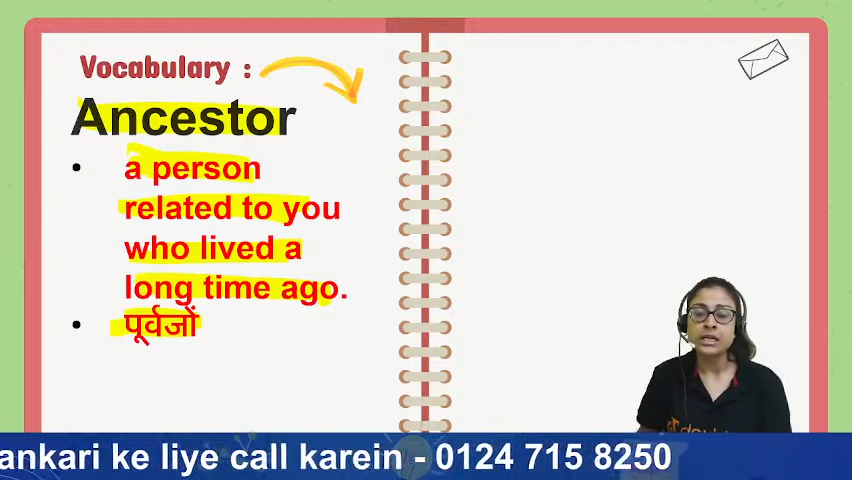 Vocabulary :
Ancestor
• a person
related to you
who lived a
long time ago.
• पूर्वजों
ankari ke liye call karein - 0124 715 8250